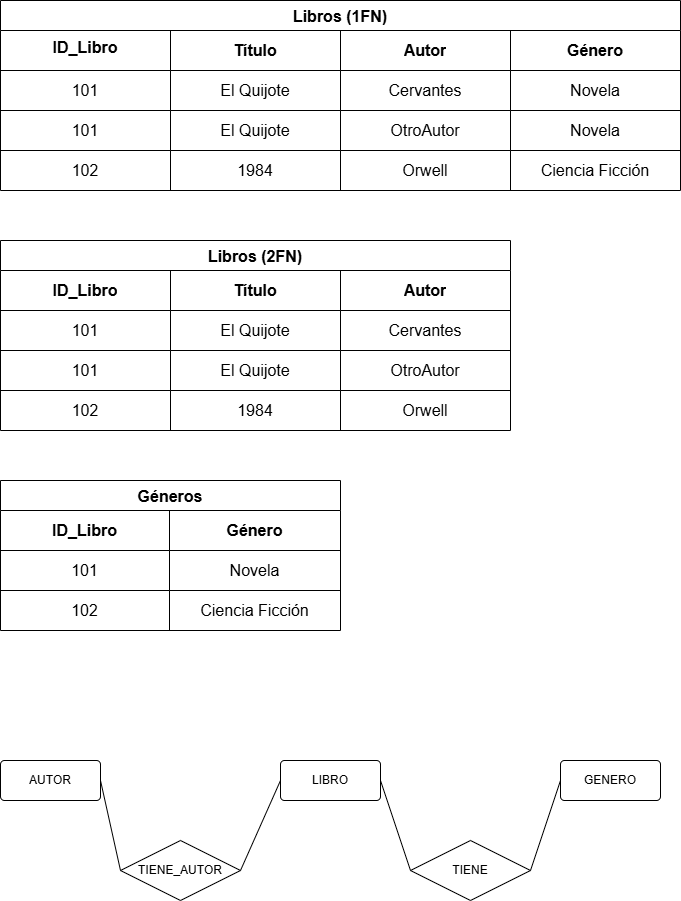 Libros (1FN)
ID_Libro Título Autor Género
101 El Quijote Cervantes Novela
101 El Quijote OtroAutor Novela
102 1984 Orwell Ciencia Ficción
Libros (2FN)
ID_Libro Título Autor
101 El Quijote Cervantes
101 El Quijote OtroAutor
102 1984 Orwell
Géneros
ID_Libro Género
101 Novela
102 Ciencia Ficción
AUTOR LIBRO GENERO
TIENE_AUTOR TIENE